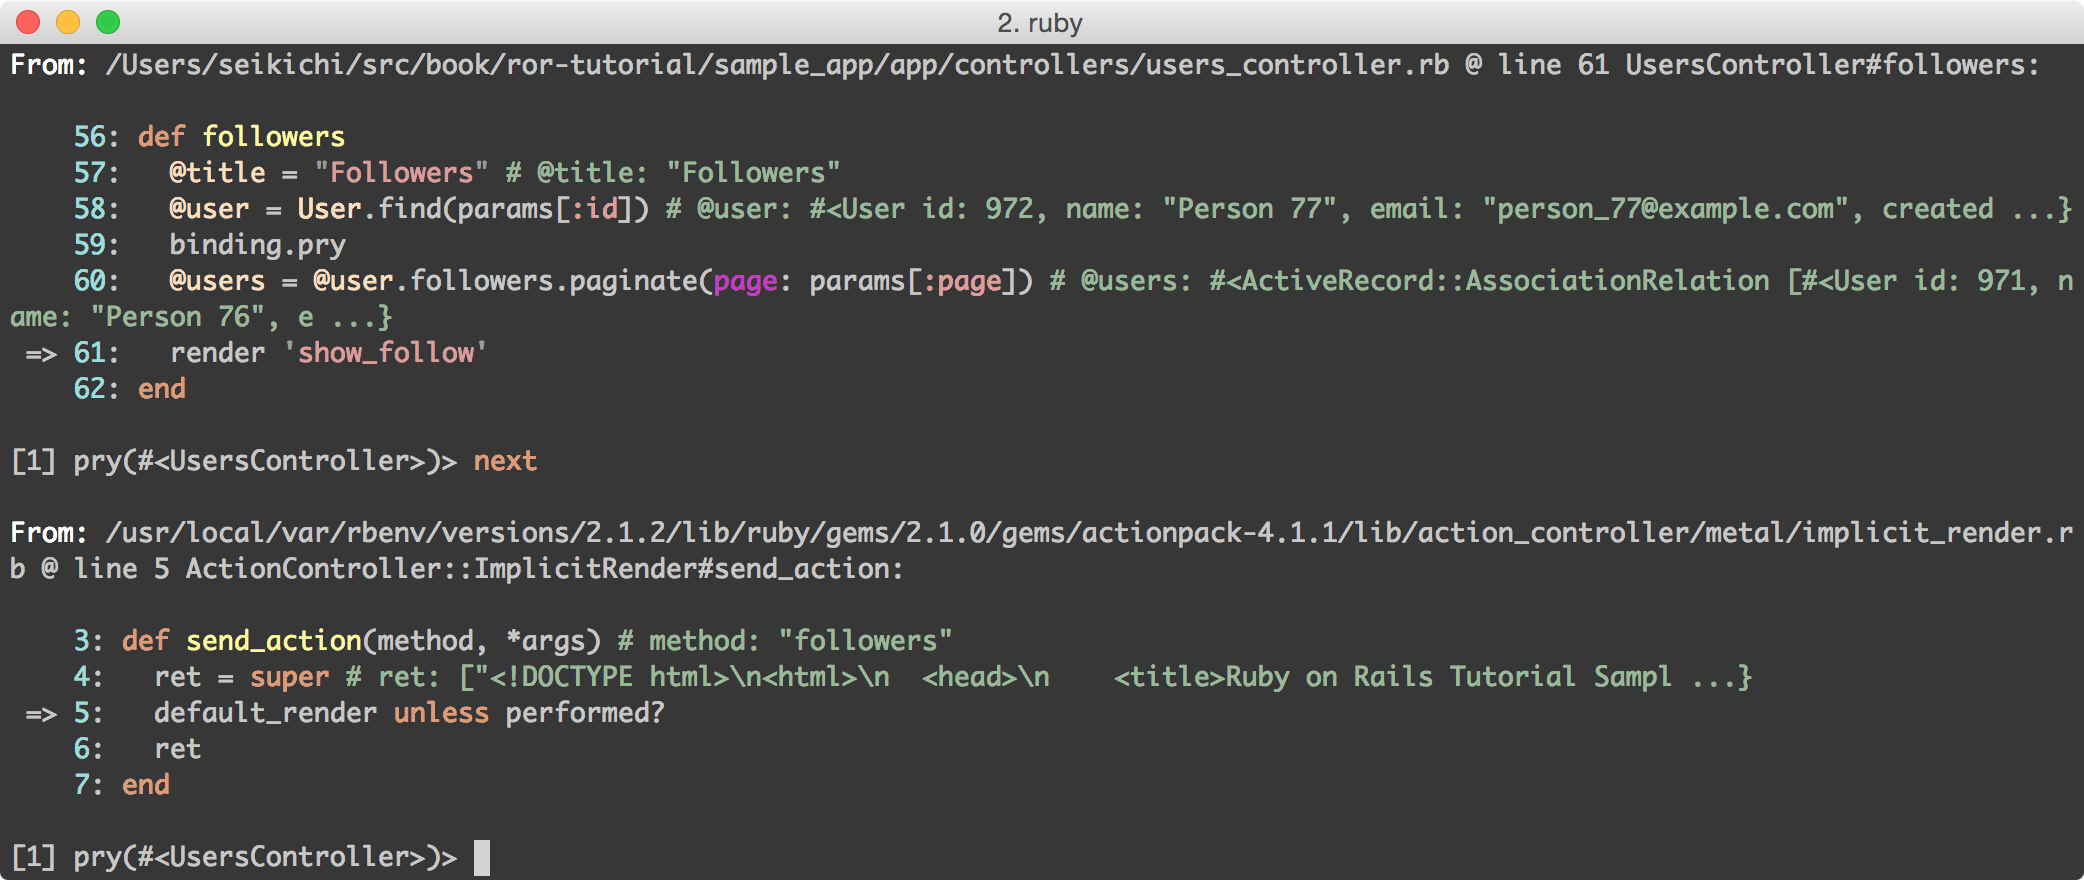 2. ruby
From: /Users/seikichi/src/book/ror-tutorial/sample_app/app/controllers/users_controller.rb @ line 61 UsersController#followers:
    56: def followers
    57:   @title = "Followers" # @title: "Followers"
    58:   @user = User.find(params[:id]) # @user: #<User id: 972, name: "Person 77", email: "person_77@example.com", created ...}
    59:   binding.pry
    60:   @users = @user.followers.paginate(page: params[:page]) # @users: #<ActiveRecord::AssociationRelation [#<User id: 971, n
ame: "Person 76", e ...}
 => 61:   render 'show_follow'
    62: end
[1] pry(#<UsersController>)> next
From: /usr/local/var/rbenv/versions/2.1.2/lib/ruby/gems/2.1.0/gems/actionpack-4.1.1/lib/action_controller/metal/implicit_render.r
b @ line 5 ActionController::ImplicitRender#send_action:
    3: def send_action(method, *args) # method: "followers"
    4:   ret = super # ret: ["<!DOCTYPE html>\n<html>\n  <head>\n    <title>Ruby on Rails Tutorial Sampl ...}
 => 5:   default_render unless performed?
    6:   ret
    7: end
[1] pry(#<UsersController>)>